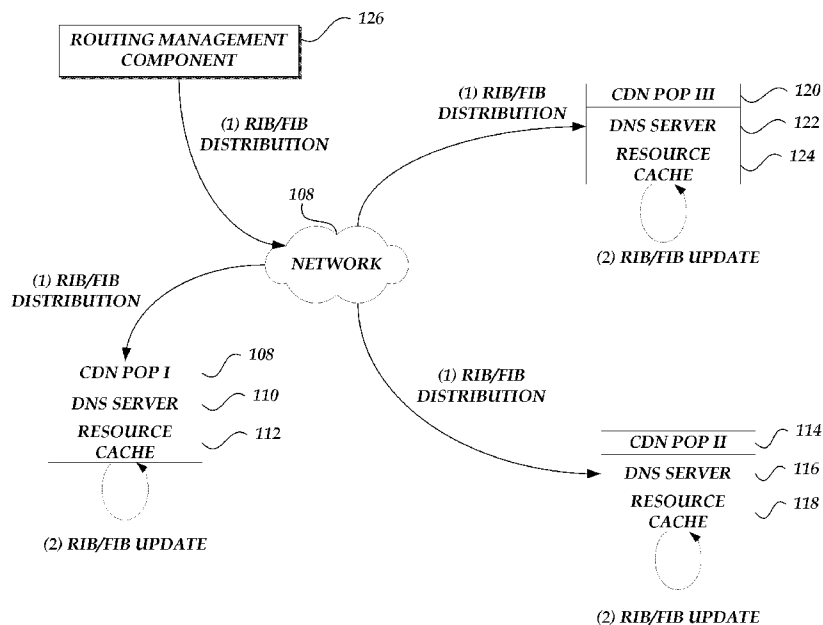 126
ROUTING MANAGEMENT
COMPONENT
(1) RIB/FIB
DISTRIBUTION
(1) RIB/FIB
DISTRIBUTION
CDN POP III
120
DNS SERVER
122
RESOURCE
CACHE
124
(2) RIB/FIB UPDATE
108
NETWORK
(1) RIB/FIB
DISTRIBUTION
CDN POP I
108
DNS SERVER
110
RESOURCE
CACHE
112
(2) RIB/FIB UPDATE
(1) RIB/FIB
DISTRIBUTION
CDN POP II
114
DNS SERVER
116
RESOURCE
CACHE
118
(2) RIB/FIB UPDATE